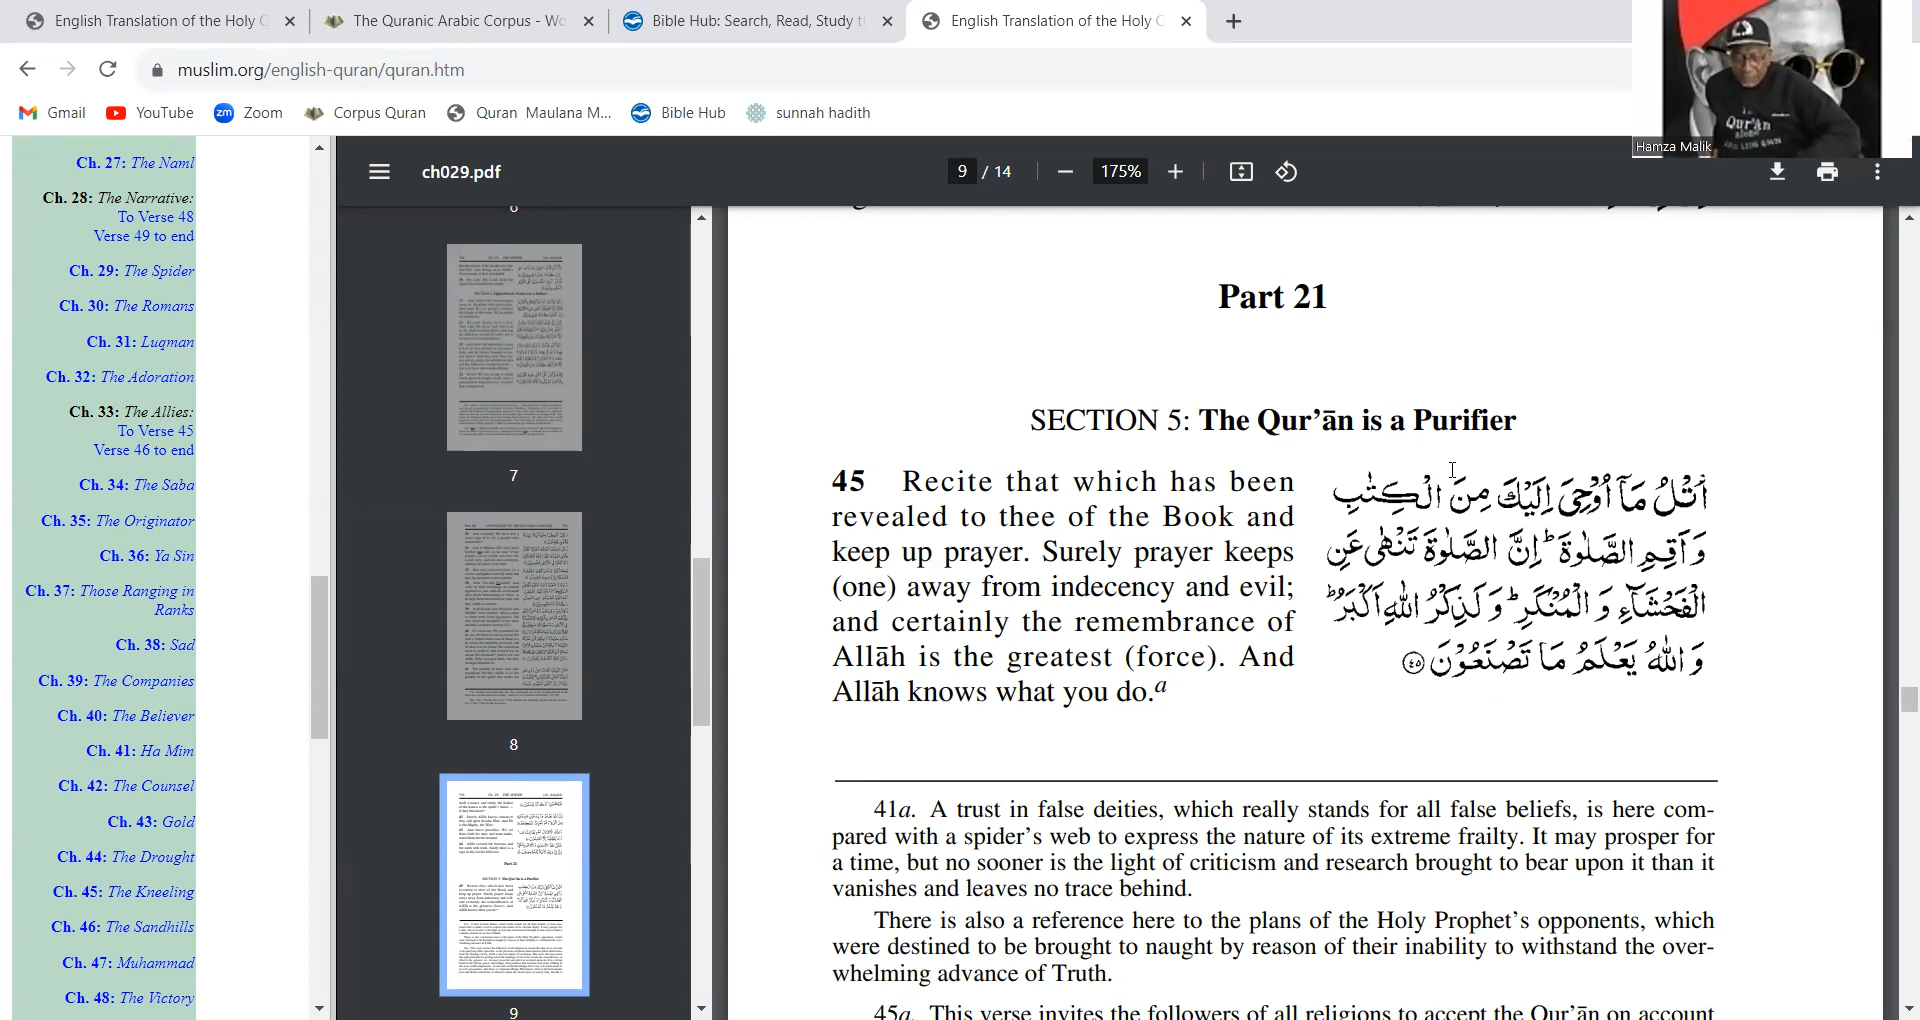 English Translation of the Holy Q
The Quranic Arabic Corpus - Wo
Bible Hub: Search, Read, Study t
English Translation of the Holy Q
muslim.org/english-quran/quran.htm
Gmail
YouTube
zm Zoom
Corpus Quran
Quran Maulana M...
Bible Hub
sunnah hadith
Qur'an
alone
Hamza Malik
Ch. 27: The Naml
Ch. 28: The Narrative:
To Verse 48
Verse 49 to end
Ch. 29: The Spider
Ch. 30: The Romans
Ch. 31: Luqman
Ch. 32: The Adoration
Ch. 33: The Allies:
To Verse 45
Verse 46 to end
Ch. 34: The Saba
Ch. 35: The Originator
Ch. 36: Ya Sin
Ch. 37: Those Ranging in
Ranks
Ch. 38: Sad
Ch. 39: The Companies
Ch. 40: The Believer
Ch. 41: Ha Mim
Ch. 42: The Counsel
Ch. 43: Gold
Ch. 44: The Drought
Ch. 45: The Kneeling
Ch. 46: The Sandhills
Ch. 47: Muhammad
Ch. 48: The Victory
ch029.pdf
9 / 14
175%
7
8
9
Part 21
SECTION 5: The Qur'ān is a Purifier
45 Recite that which has been
revealed to thee of the Book and
keep up prayer. Surely prayer keeps
(one) away from indecency and evil;
and certainly the remembrance of
Allāh is the greatest (force). And
Allāh knows what you do.a
اُتْلُ مَآ اُوْحِیَ اِلَیْكَ مِنَ الْكِتٰبِ
وَ اَقِمِ الصَّلٰوةَ ؕ اِنَّ الصَّلٰوةَ تَنْهٰی عَنِ
الْفَحْشَآءِ وَ الْمُنْكَرِ ؕ وَ لَذِكْرُ اللّٰهِ اَكْبَرُ ؕ
وَ اللّٰهُ یَعْلَمُ مَا تَصْنَعُوْنَ ﴿۴۵﴾
41a. A trust in false deities, which really stands for all false beliefs, is here com-
pared with a spider's web to express the nature of its extreme frailty. It may prosper for
a time, but no sooner is the light of criticism and research brought to bear upon it than it
vanishes and leaves no trace behind.
There is also a reference here to the plans of the Holy Prophet's opponents, which
were destined to be brought to naught by reason of their inability to withstand the over-
whelming advance of Truth.
45a. This verse invites the followers of all religions to accept the Qur'ān on account